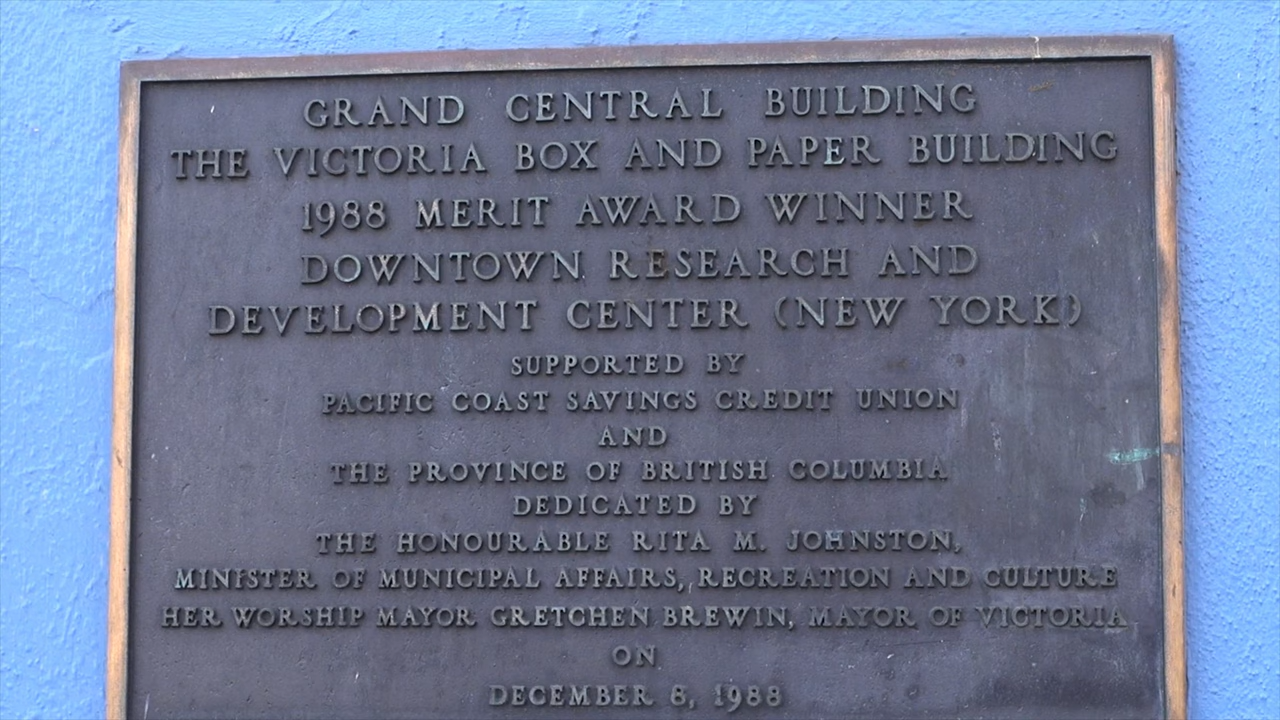 GRAND CENTRAL BUILDING
THE VICTORIA BOX AND PAPER BUILDING
1988 MERIT AWARD WINNER
DOWNTOWN RESEARCH AND
DEVELOPMENT CENTER (NEW YORK)
SUPPORTED BY
PACIFIC COAST SAVINGS CREDIT UNION
AND
THE PROVINCE OF BRITISH COLUMBIA
DEDICATED BY
THE HONOURABLE RITA M. JOHNSTON,
MINISTER OF MUNICIPAL AFFAIRS, RECREATION AND CULTURE
HER WORSHIP MAYOR GRETCHEN BREWIN, MAYOR OF VICTORIA
ON
DECEMBER 8, 1988